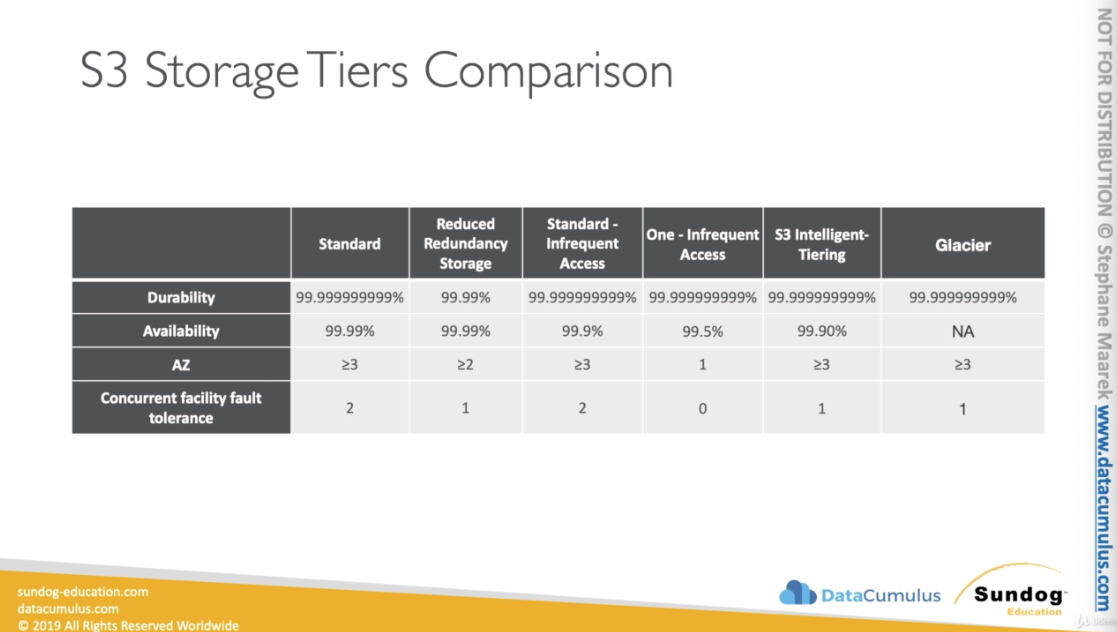 S3 Storage Tiers Comparison
Standard
Reduced
Redundancy
Storage
Standard -
Infrequent
Access
One - Infrequent
Access
S3 Intelligent-
Tiering
Glacier
Durability 99.999999999% 99.99% 99.999999999% 99.999999999% 99.999999999% 99.999999999%
Availability 99.99% 99.99% 99.9% 99.5% 99.90% NA
AZ ≥3 ≥2 ≥3 1 ≥3 ≥3
Concurrent facility fault
tolerance
2 1 2 0 1 1
NOT FOR DISTRIBUTION © Stephane Maarek www.datacumulus.com
sundog-education.com
datacumulus.com
© 2019 All Rights Reserved Worldwide
DataCumulus
Sundog
Education